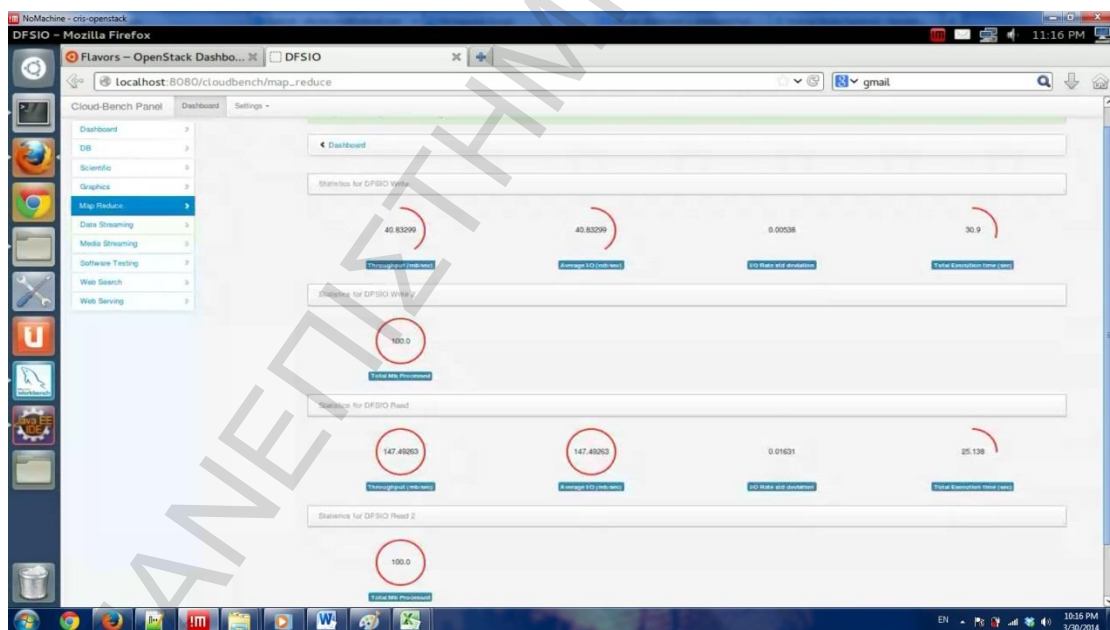 NoMachine - cris-openstack
DFSIO - Mozilla Firefox
11:16 PM
Flavors – OpenStack Dashbo...
DFSIO
localhost:8080/cloudbench/map_reduce
gmail
Cloud-Bench Panel
Dashboard
Settings
Dashboard
DB
Scientific
Graphics
Map Reduce
Data Streaming
Media Streaming
Software Testing
Web Search
Web Serving
Dashboard
Statistics for DFSIO Write
40.83299
40.83299
0.00536
30.9
Throughput (mb/sec)
Average I/O (mb/sec)
I/O Rate std deviation
Total Execution time (sec)
Statistics for DFSIO Write 2
100.0
Total Mb Processed
Statistics for DFSIO Read
147.49263
147.49263
0.01631
25.138
Throughput (mb/sec)
Average I/O (mb/sec)
I/O Rate std deviation
Total Execution time (sec)
Statistics for DFSIO Read 2
100.0
Total Mb Processed
EN
10:16 PM
3/30/2014
ΠΑΝΕΠΙΣΤΗΜ